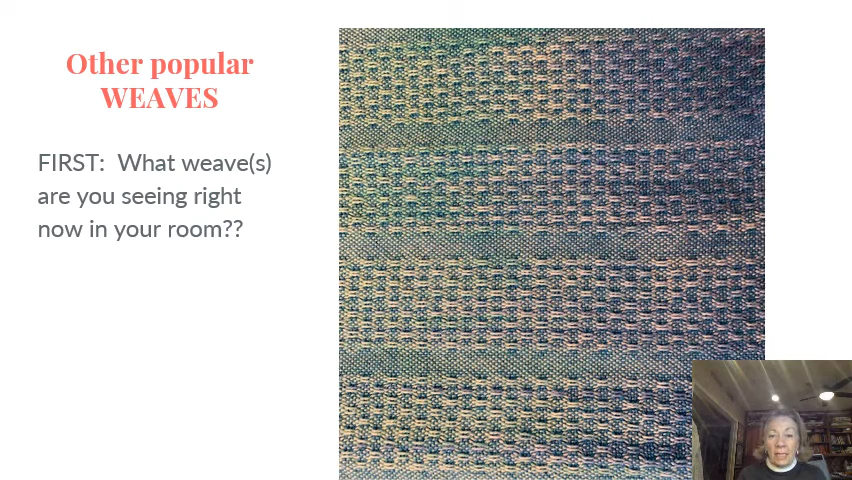 Other popular
WEAVES
FIRST:  What weave(s)
are you seeing right
now in your room??